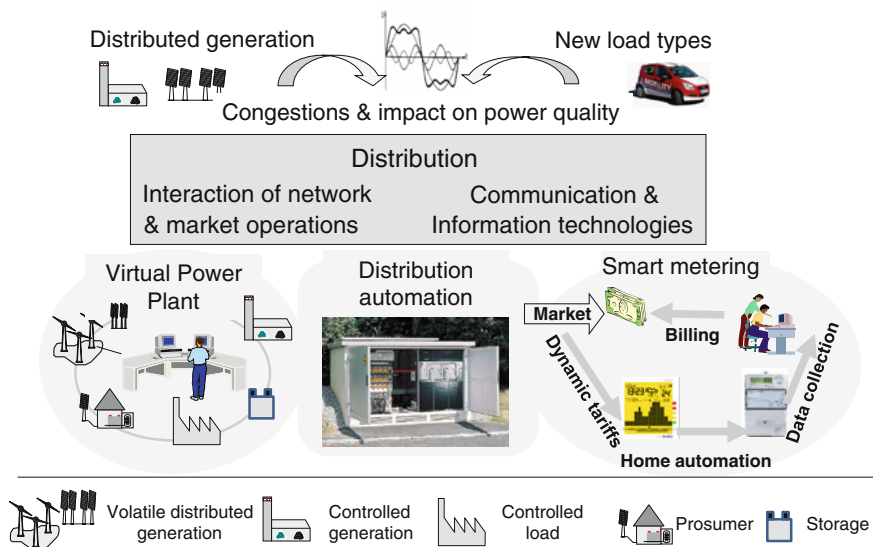 Distributed generation
New load types
Congestions & impact on power quality
Distribution
Interaction of network
& market operations
Communication &
Information technologies
Virtual Power
Plant
Distribution
automation
Smart metering
Market
Billing
Dynamic tariffs
Data collection
Home automation
Volatile distributed
generation
Controlled
generation
Controlled
load
Prosumer
Storage